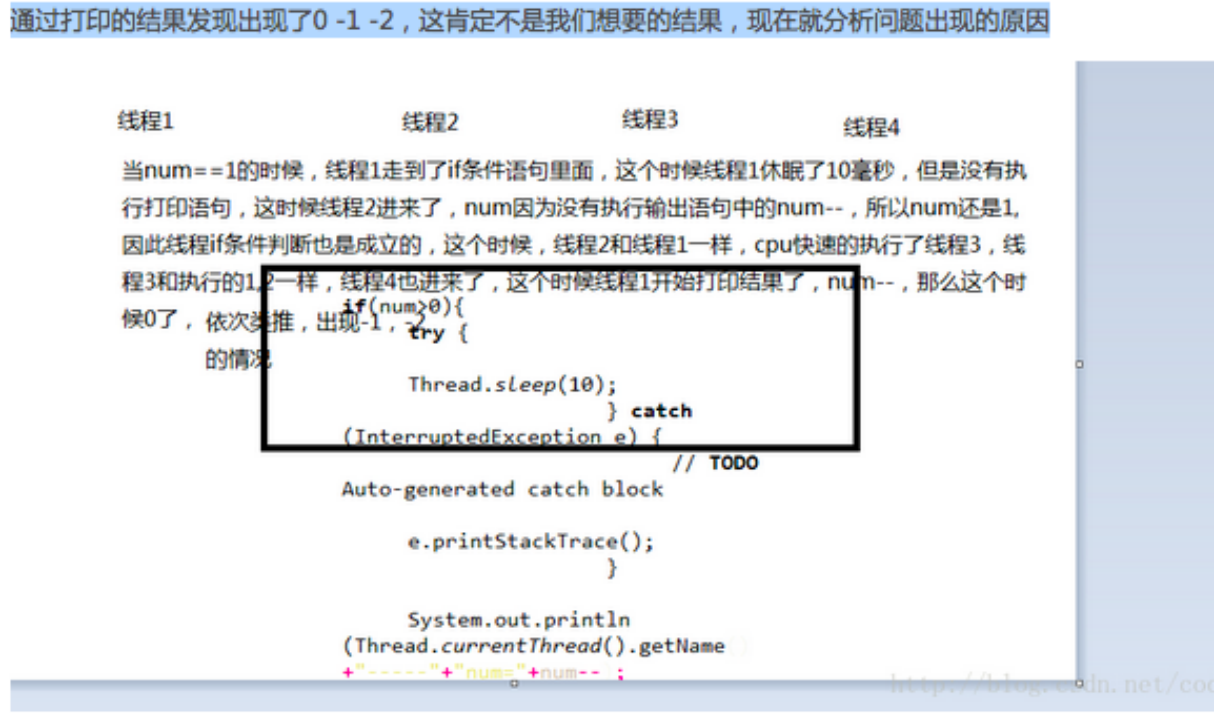 通过打印的结果发现出现了0 -1 -2，这肯定不是我们想要的结果，现在就分析问题出现的原因
线程1 线程2 线程3 线程4
当num==1的时候，线程1走到了if条件语句里面，这个时候线程1休眠了10毫秒，但是没有执
行打印语句，这时候线程2进来了，num因为没有执行输出语句中的num--，所以num还是1,
因此线程if条件判断也是成立的，这个时候，线程2和线程1一样，cpu快速的执行了线程3，线
程3和执行的1,2一样，线程4也进来了，这个时候线程1开始打印结果了，num--，那么这个时
候0了，依次类推，出现-1，-2
的情况
if(num>0){
try {
Thread.sleep(10);
} catch
(InterruptedException e) {
// TODO
Auto-generated catch block
e.printStackTrace();
}
System.out.println
(Thread.currentThread().getName()
+"-----"+"num="+num-- ;